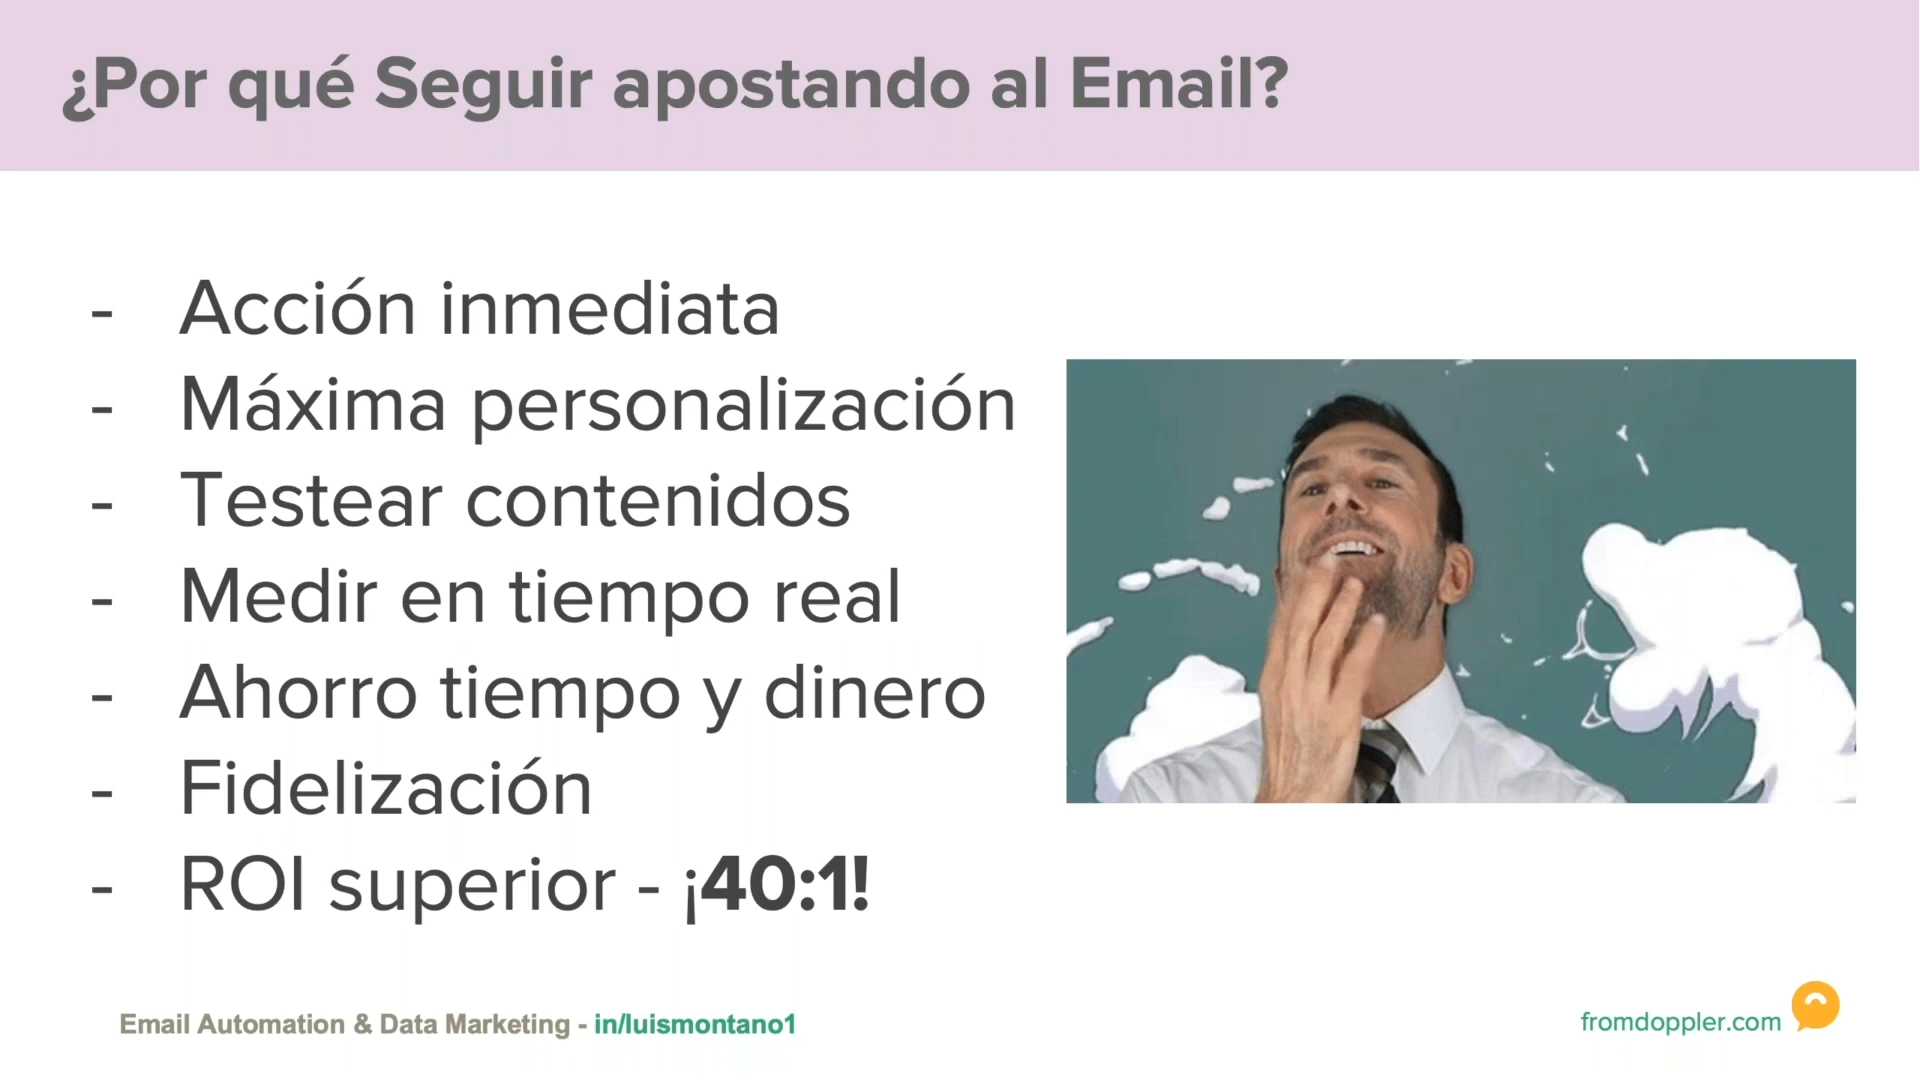 ¿Por qué Seguir apostando al Email?
- Acción inmediata
- Máxima personalización
- Testear contenidos
- Medir en tiempo real
- Ahorro tiempo y dinero
- Fidelización
- ROI superior - ¡40:1!
Email Automation & Data Marketing - in/luismontano1
fromdoppler.com